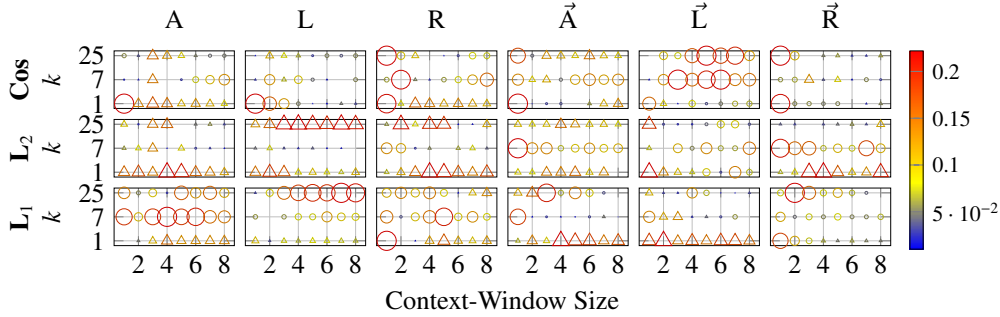 A L R A⃗ L⃗ R⃗
Cos k 25 7 1 0.2
L₂ k 25 7 1 0.15 0.1
L₁ k 25 7 1 5 · 10⁻²
2 4 6 8 2 4 6 8 2 4 6 8 2 4 6 8 2 4 6 8 2 4 6 8
Context-Window Size